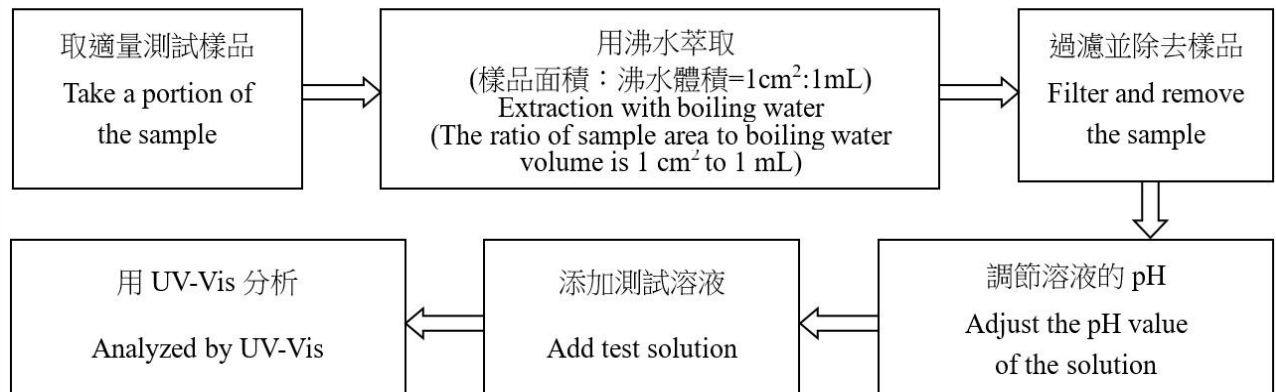 取適量測試樣品
Take a portion of
the sample
用沸水萃取
(樣品面積：沸水體積=1cm²:1mL)
Extraction with boiling water
(The ratio of sample area to boiling water
volume is 1 cm² to 1 mL)
過濾並除去樣品
Filter and remove
the sample
調節溶液的 pH
Adjust the pH value
of the solution
添加測試溶液
Add test solution
用 UV-Vis 分析
Analyzed by UV-Vis